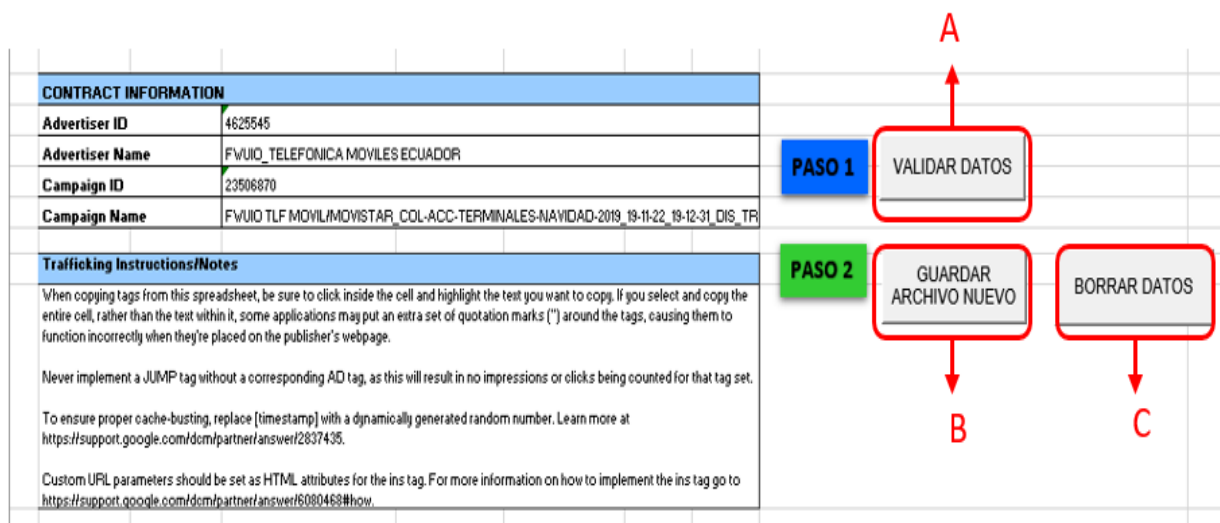 A
CONTRACT INFORMATION
Advertiser ID 4625545
Advertiser Name FWUIO_TELEFONICA MOVILES ECUADOR
Campaign ID 23506870
Campaign Name FWUIO TLF MOVIL/MOVISTAR_COL-ACC-TERMINALES-NAVIDAD-2019_19-11-22_19-12-31_DIS_TR
PASO 1 VALIDAR DATOS
Trafficking Instructions/Notes
When copying tags from this spreadsheet, be sure to click inside the cell and highlight the text you want to copy. If you select and copy the
entire cell, rather than the text within it, some applications may put an extra set of quotation marks (") around the tags, causing them to
function incorrectly when they're placed on the publisher's webpage.
Never implement a JUMP tag without a corresponding AD tag, as this will result in no impressions or clicks being counted for that tag set.
To ensure proper cache-busting, replace [timestamp] with a dynamically generated random number. Learn more at
https://support.google.com/dcm/partner/answer/2837435.
Custom URL parameters should be set as HTML attributes for the ins tag. For more information on how to implement the ins tag go to
https://support.google.com/dcm/partner/answer/6080468#how.
PASO 2 GUARDAR
ARCHIVO NUEVO
BORRAR DATOS
B
C